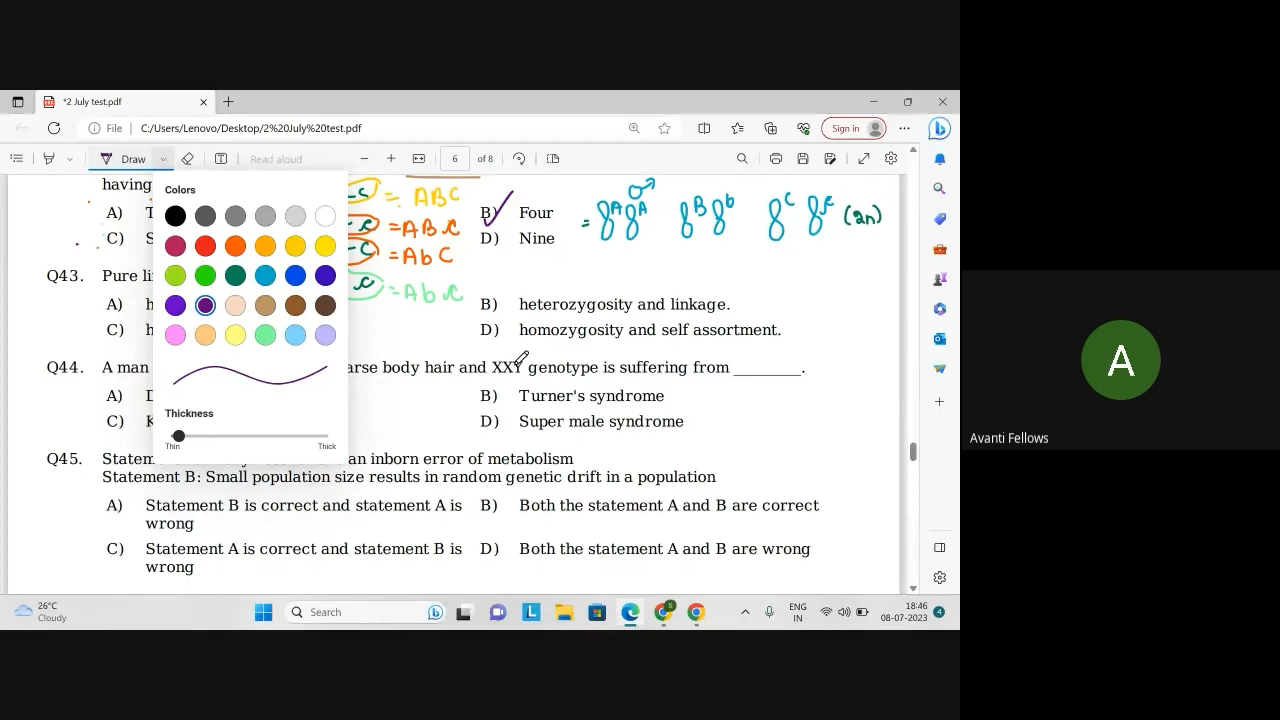 *2 July test.pdf
File C:/Users/Lenovo/Desktop/2%20July%20test.pdf Sign in
Draw Read aloud 6 of 8
having
Colors
A) T B) Four = A A B b C c (2n)
C) S D) Nine
= ABC
= ABc
= AbC
= Abc
Q43. Pure li
A) h B) heterozygosity and linkage.
C) h D) homozygosity and self assortment.
Q44. A man arse body hair and XXY genotype is suffering from ________.
A) D B) Turner's syndrome
C) K D) Super male syndrome
Thickness
Thin Thick
Q45. Statem an inborn error of metabolism
Statement B: Small population size results in random genetic drift in a population
A) Statement B is correct and statement A is wrong B) Both the statement A and B are correct
C) Statement A is correct and statement B is wrong D) Both the statement A and B are wrong
26°C
Cloudy
Search
ENG
IN
18:46
08-07-2023
4
A
Avanti Fellows